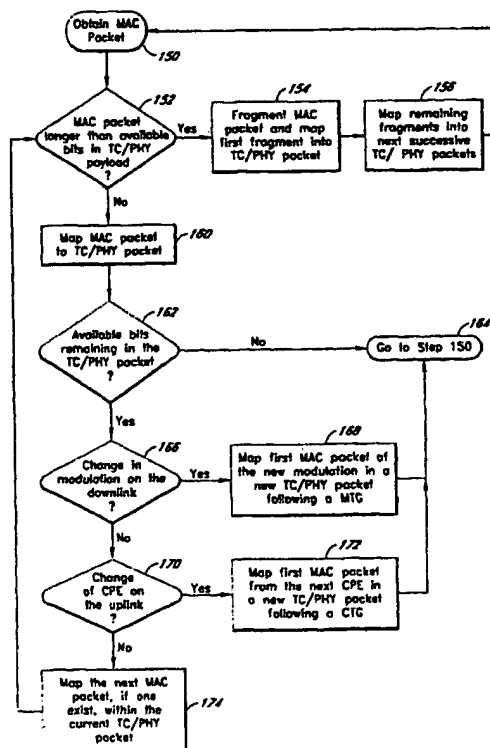 Obtain MAC
Packet
150
152
MAC packet
longer than available
bits in TC/PHY
payload
?
Yes
154
Fragment MAC
packet and map
first fragment into
TC/PHY packet
156
Map remaining
fragments into
next successive
TC/ PHY packets
No
Map MAC packet
to TC/PHY packet
160
162
Available bits
remaining in the
TC/PHY packet
?
No
164
Go to Step 150
Yes
166
Change in
modulation on the
downlink
?
Yes
168
Map first MAC packet of
the new modulation in a
new TC/PHY packet
following a MTG
No
170
Change
of CPE on
the uplink
?
Yes
172
Map first MAC packet
from the next CPE in
a new TC/PHY packet
following a CTG
No
Map the next MAC
packet, if one
exist, within the
current TC/PHY
packet
174